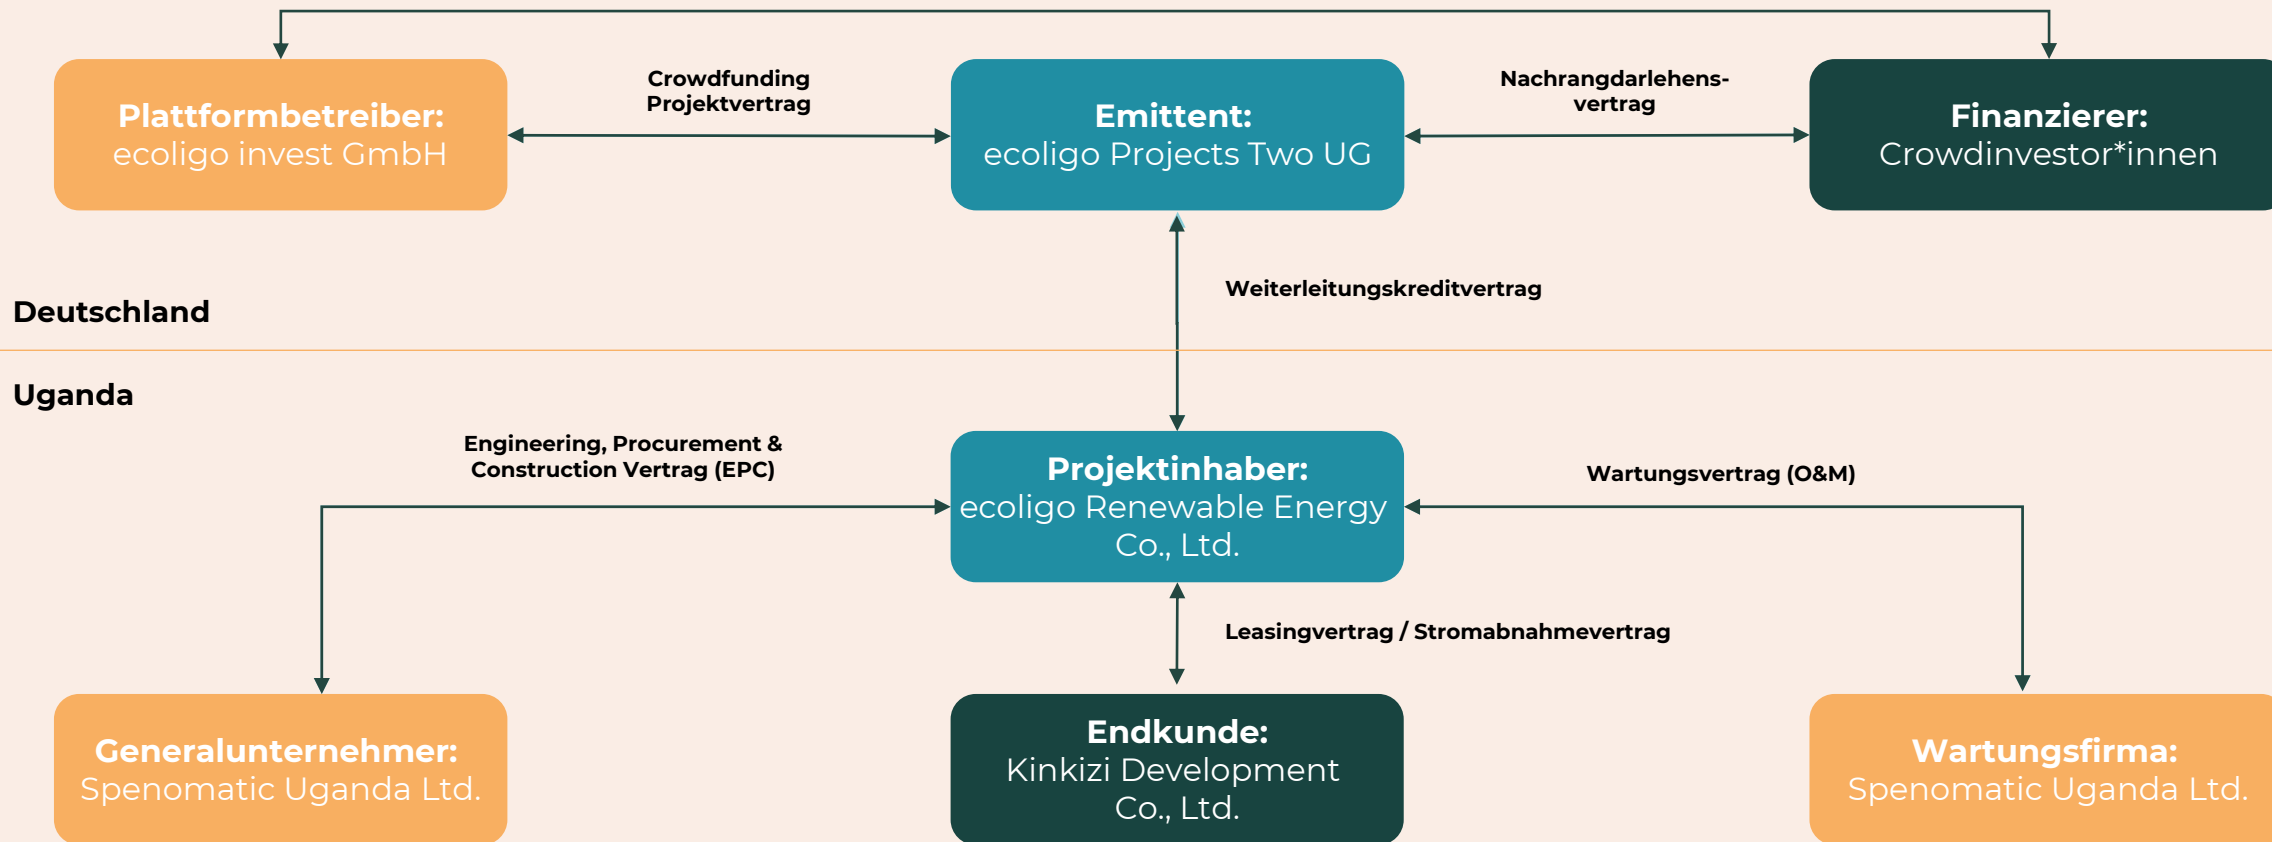 Crowdfunding
Projektvertrag
Nachrangdarlehens-
vertrag
Plattformbetreiber:
ecoligo invest GmbH
Emittent:
ecoligo Projects Two UG
Finanzierer:
Crowdinvestor*innen
Weiterleitungskreditvertrag
Deutschland
Uganda
Engineering, Procurement &
Construction Vertrag (EPC)
Projektinhaber:
ecoligo Renewable Energy
Co., Ltd.
Wartungsvertrag (O&M)
Leasingvertrag / Stromabnahmevertrag
Generalunternehmer:
Spenomatic Uganda Ltd.
Endkunde:
Kinkizi Development
Co., Ltd.
Wartungsfirma:
Spenomatic Uganda Ltd.